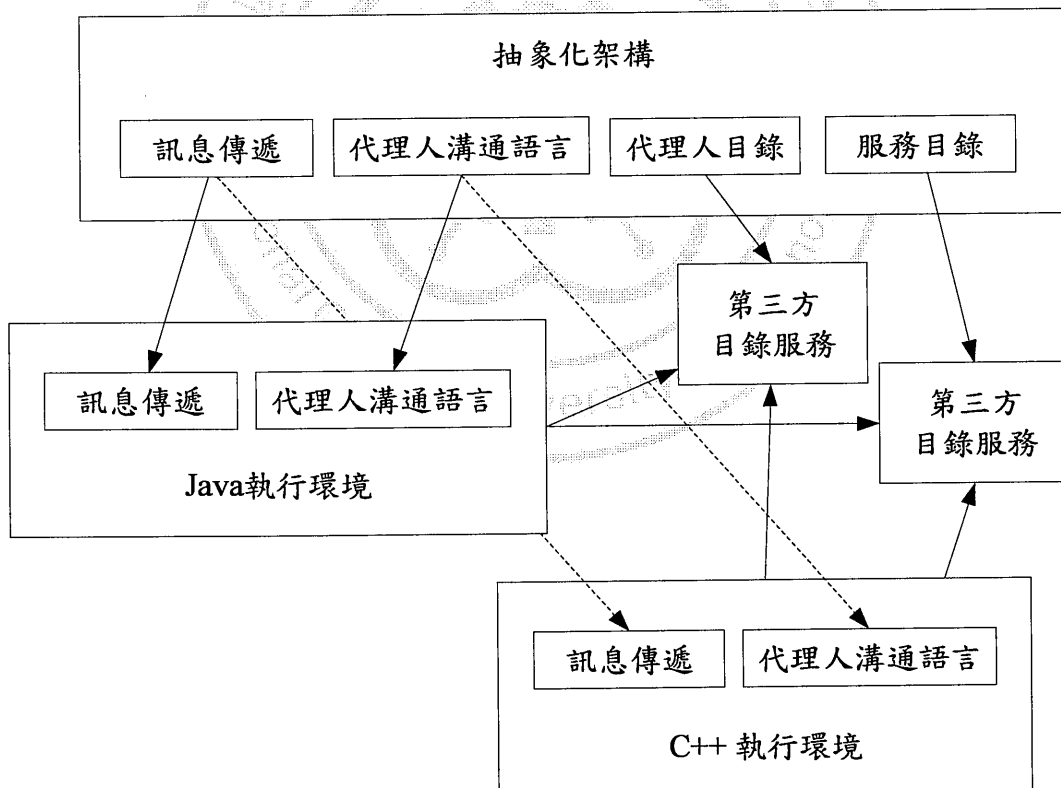 抽象化架構
訊息傳遞
代理人溝通語言
代理人目錄
服務目錄
第三方
目錄服務
第三方
目錄服務
訊息傳遞
代理人溝通語言
Java執行環境
訊息傳遞
代理人溝通語言
C++ 執行環境